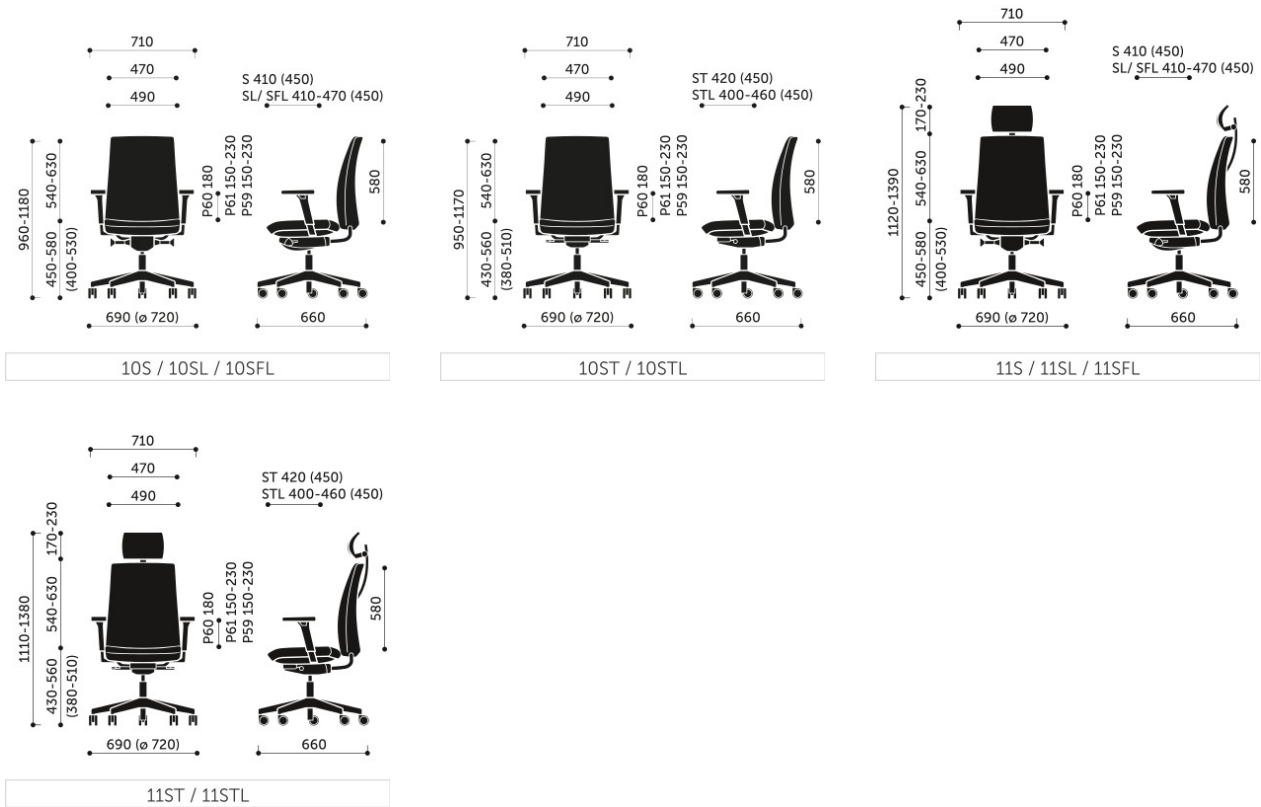 710
470
490
S 410 (450)
SL/ SFL 410-470 (450)
960-1180
540-630
450-580
(400-530)
P60 180
P61 150-230
P59 150-230
580
690 (ø 720)
660
10S / 10SL / 10SFL
710
470
490
ST 420 (450)
STL 400-460 (450)
950-1170
540-630
430-560
(380-510)
P60 180
P61 150-230
P59 150-230
580
690 (ø 720)
660
10ST / 10STL
710
470
490
S 410 (450)
SL/ SFL 410-470 (450)
1120-1390
170-230
540-630
450-580
(400-530)
P60 180
P61 150-230
P59 150-230
580
690 (ø 720)
660
11S / 11SL / 11SFL
710
470
490
ST 420 (450)
STL 400-460 (450)
1110-1380
170-230
540-630
430-560
(380-510)
P60 180
P61 150-230
P59 150-230
580
690 (ø 720)
660
11ST / 11STL